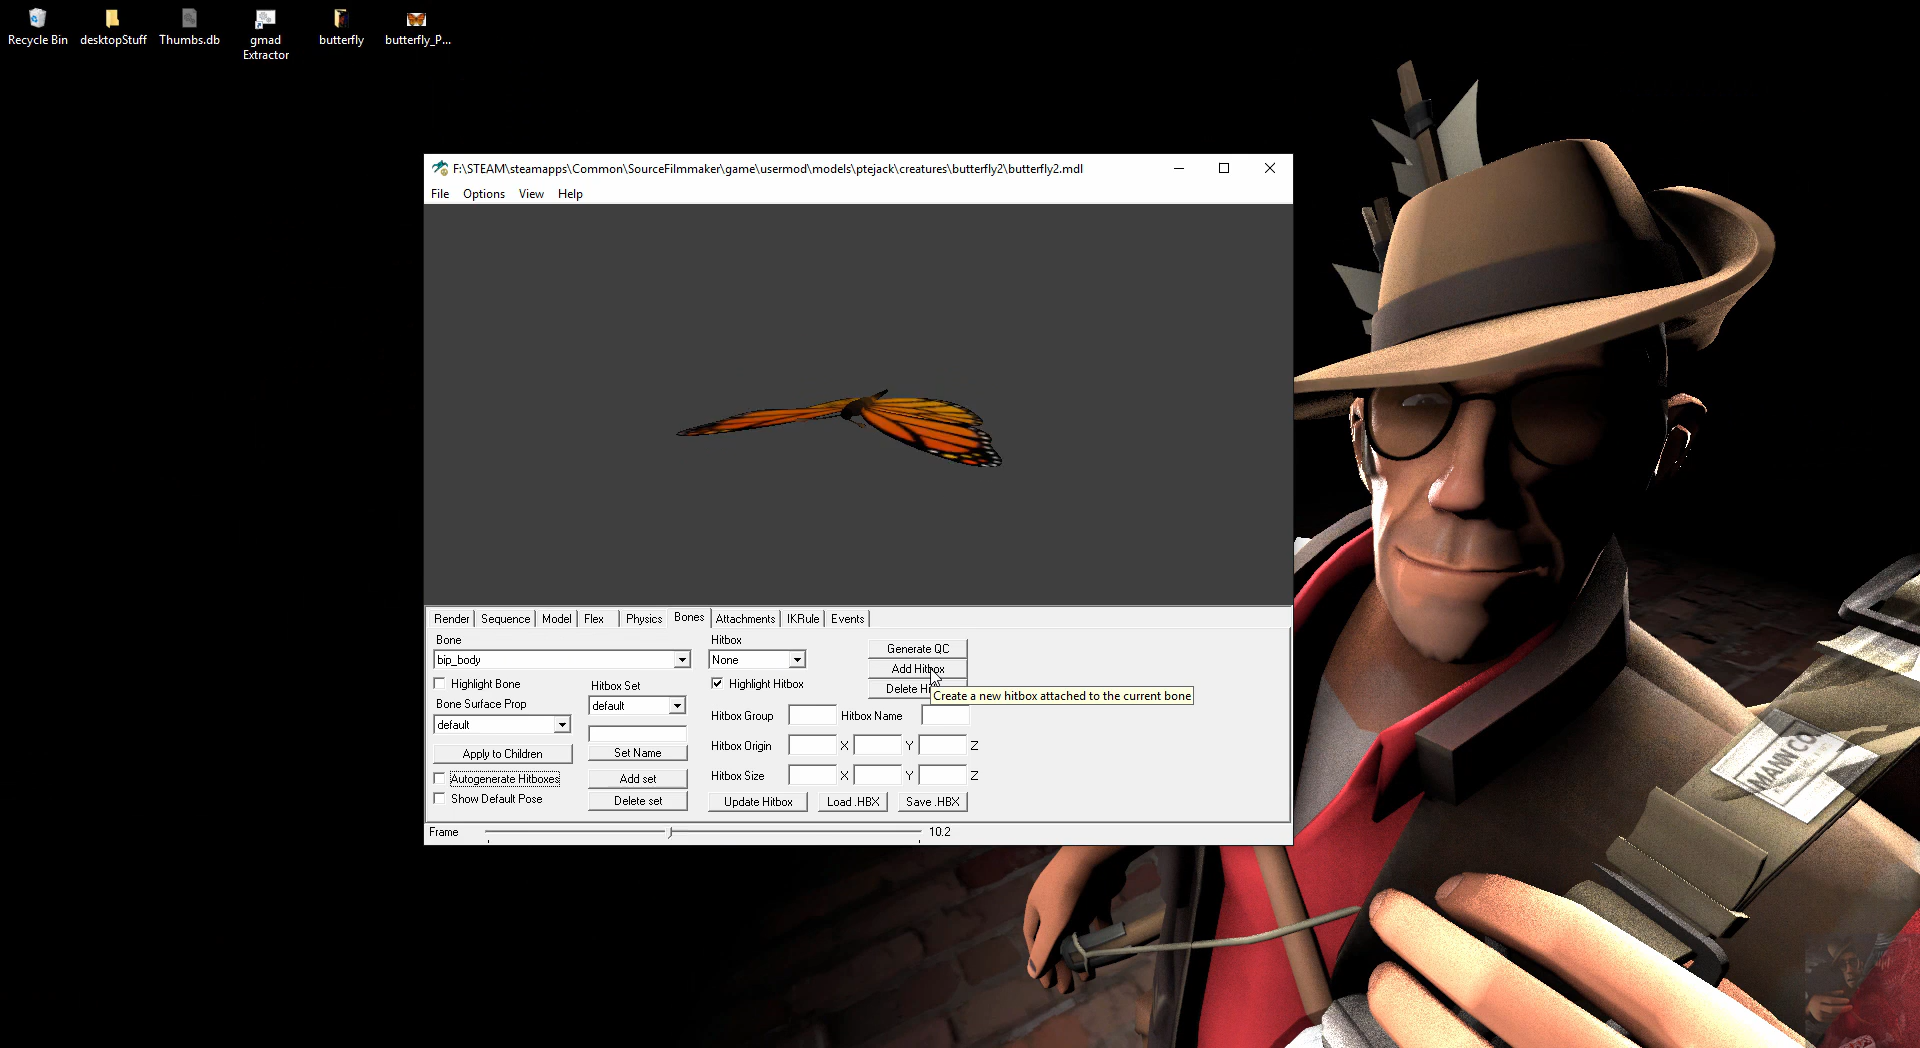 Recycle Bin
desktopStuff
Thumbs.db
gmad
Extractor
butterfly
butterfly_P...
F:\STEAM\steamapps\Common\SourceFilmmaker\game\usermod\models\ptejack\creatures\butterfly2\butterfly2.mdl
File Options View Help
Render Sequence Model Flex Physics Bones Attachments IKRule Events
Bone
bip_body
Highlight Bone
Bone Surface Prop
default
Apply to Children
Autogenerate Hitboxes
Show Default Pose
Hitbox Set
default
Set Name
Add set
Delete set
Hitbox
None
Highlight Hitbox
Generate QC
Add Hitbox
Delete Hi
Create a new hitbox attached to the current bone
Hitbox Group Hitbox Name
Hitbox Origin X Y Z
Hitbox Size X Y Z
Update Hitbox Load .HBX Save .HBX
Frame 10.2
MANN CO.